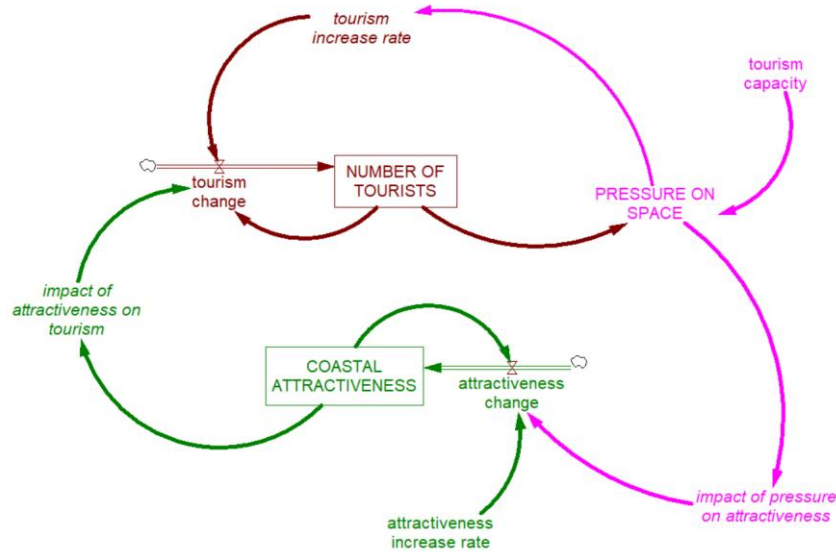 tourism
increase rate
tourism
capacity
NUMBER OF
TOURISTS
tourism
change
PRESSURE ON
SPACE
impact of
attractiveness on
tourism
COASTAL
ATTRACTIVENESS
attractiveness
change
impact of pressure
on attractiveness
attractiveness
increase rate